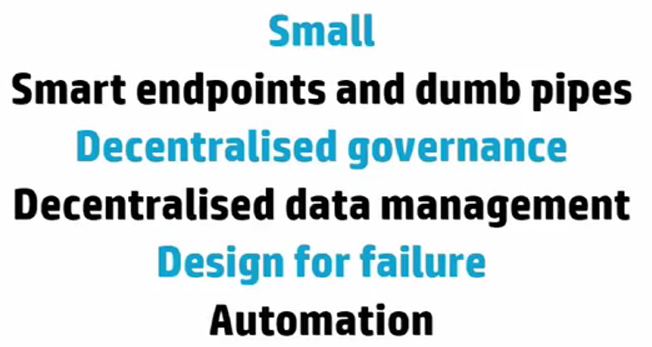 Small
Smart endpoints and dumb pipes
Decentralised governance
Decentralised data management
Design for failure
Automation